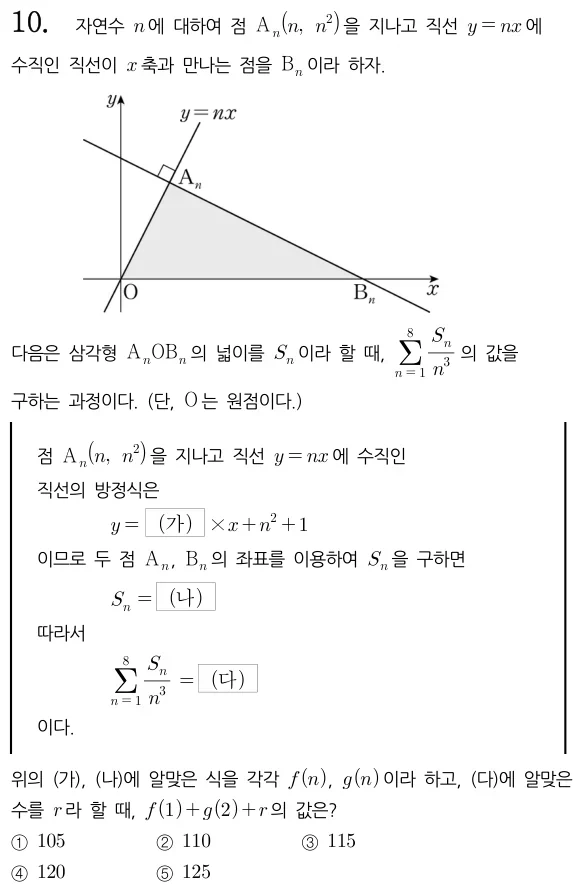 10. 자연수 n에 대하여 점 Aₙ(n, n²)을 지나고 직선 y=nx에
수직인 직선이 x축과 만나는 점을 Bₙ이라 하자.
y
y=nx
Aₙ
O
Bₙ
x
다음은 삼각형 AₙOBₙ의 넓이를 Sₙ이라 할 때, \sum_{n=1}^{8} \frac{Sₙ}{n³} 의 값을
구하는 과정이다. (단, O는 원점이다.)
점 Aₙ(n, n²)을 지나고 직선 y=nx에 수직인
직선의 방정식은
y= (가) ×x+n²+1
이므로 두 점 Aₙ, Bₙ의 좌표를 이용하여 Sₙ을 구하면
Sₙ= (나)
따라서
\sum_{n=1}^{8} \frac{Sₙ}{n³} = (다)
이다.
위의 (가), (나)에 알맞은 식을 각각 f(n), g(n)이라 하고, (다)에 알맞은
수를 r라 할 때, f(1)+g(2)+r의 값은?
① 105 ② 110 ③ 115
④ 120 ⑤ 125